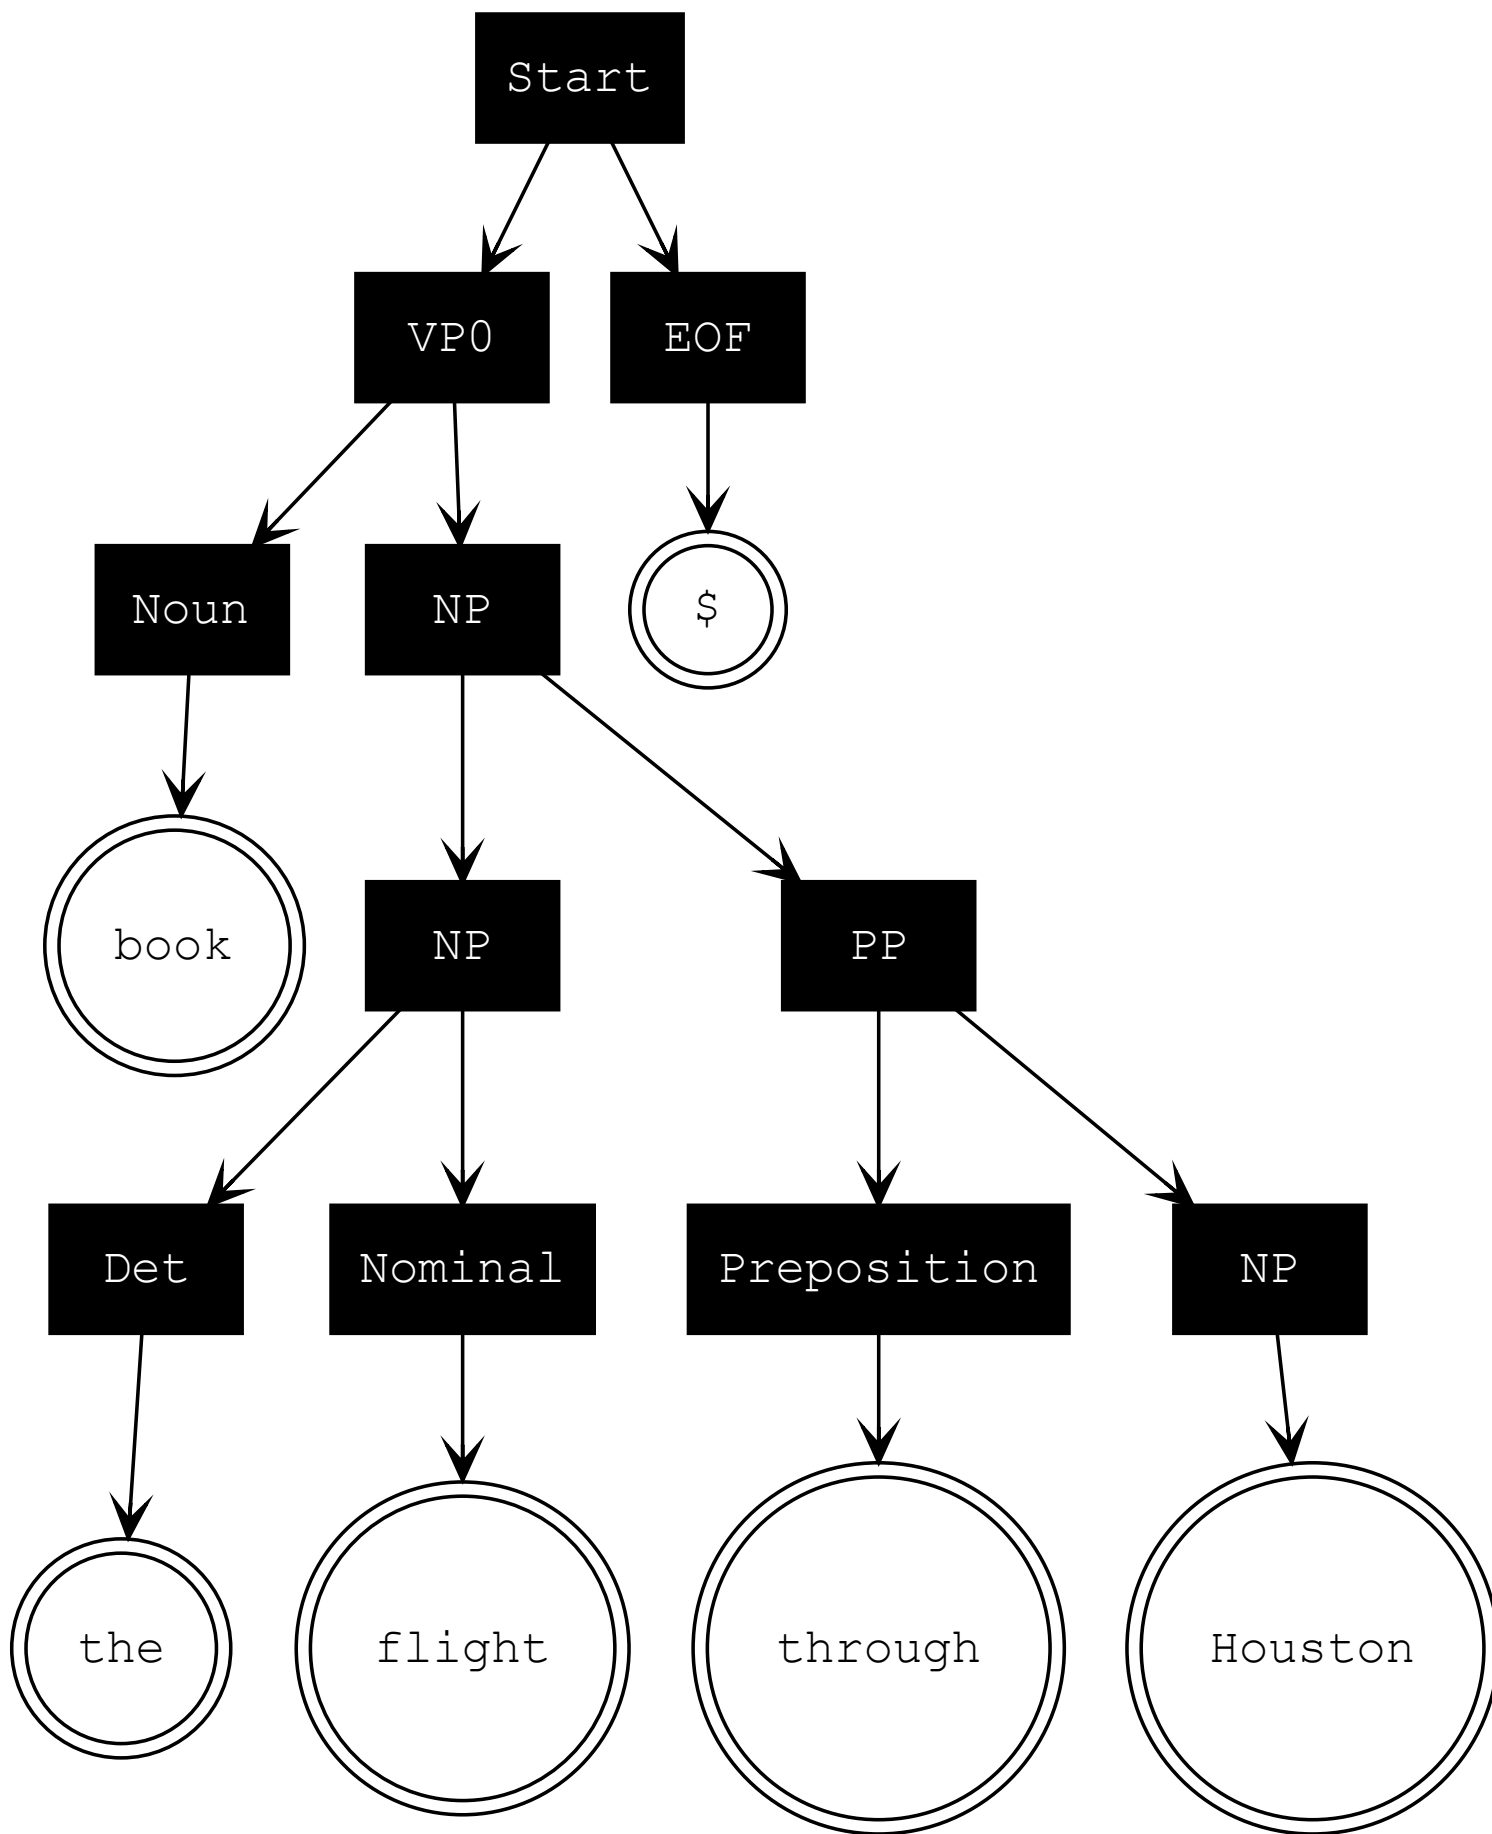 Start
VP0 EOF
Noun NP $
book NP PP
Det Nominal Preposition NP
the flight through Houston